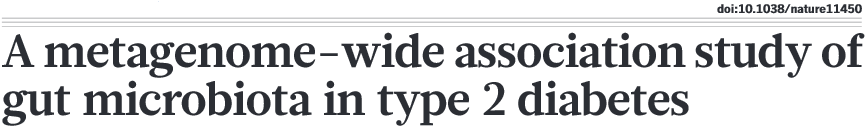 doi:10.1038/nature11450
A metagenome-wide association study of
gut microbiota in type 2 diabetes